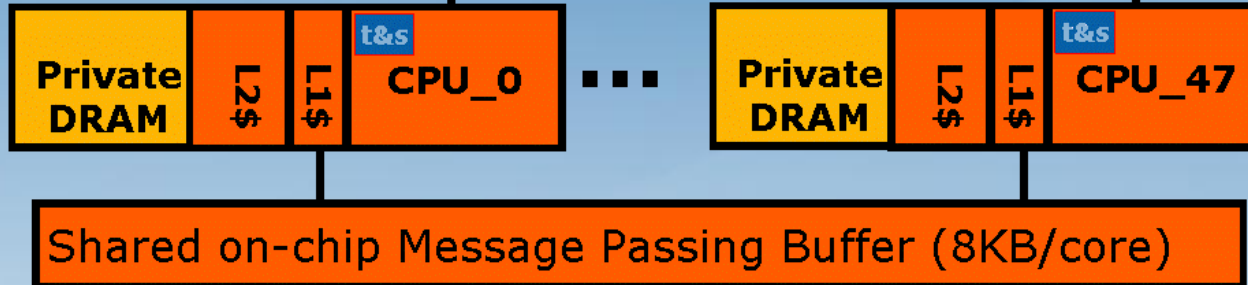 t&s
Private
DRAM
L2$
L1$
CPU_0
...
t&s
Private
DRAM
L2$
L1$
CPU_47
Shared on-chip Message Passing Buffer (8KB/core)